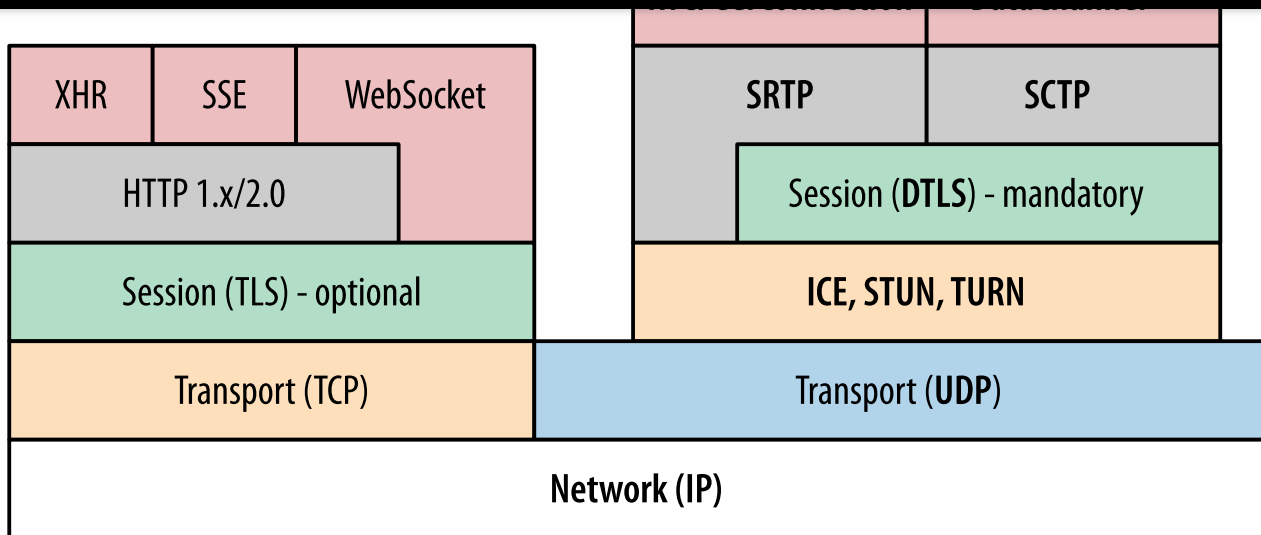 XHR
SSE
WebSocket
SRTP
SCTP
HTTP 1.x/2.0
Session (DTLS) - mandatory
Session (TLS) - optional
ICE, STUN, TURN
Transport (TCP)
Transport (UDP)
Network (IP)